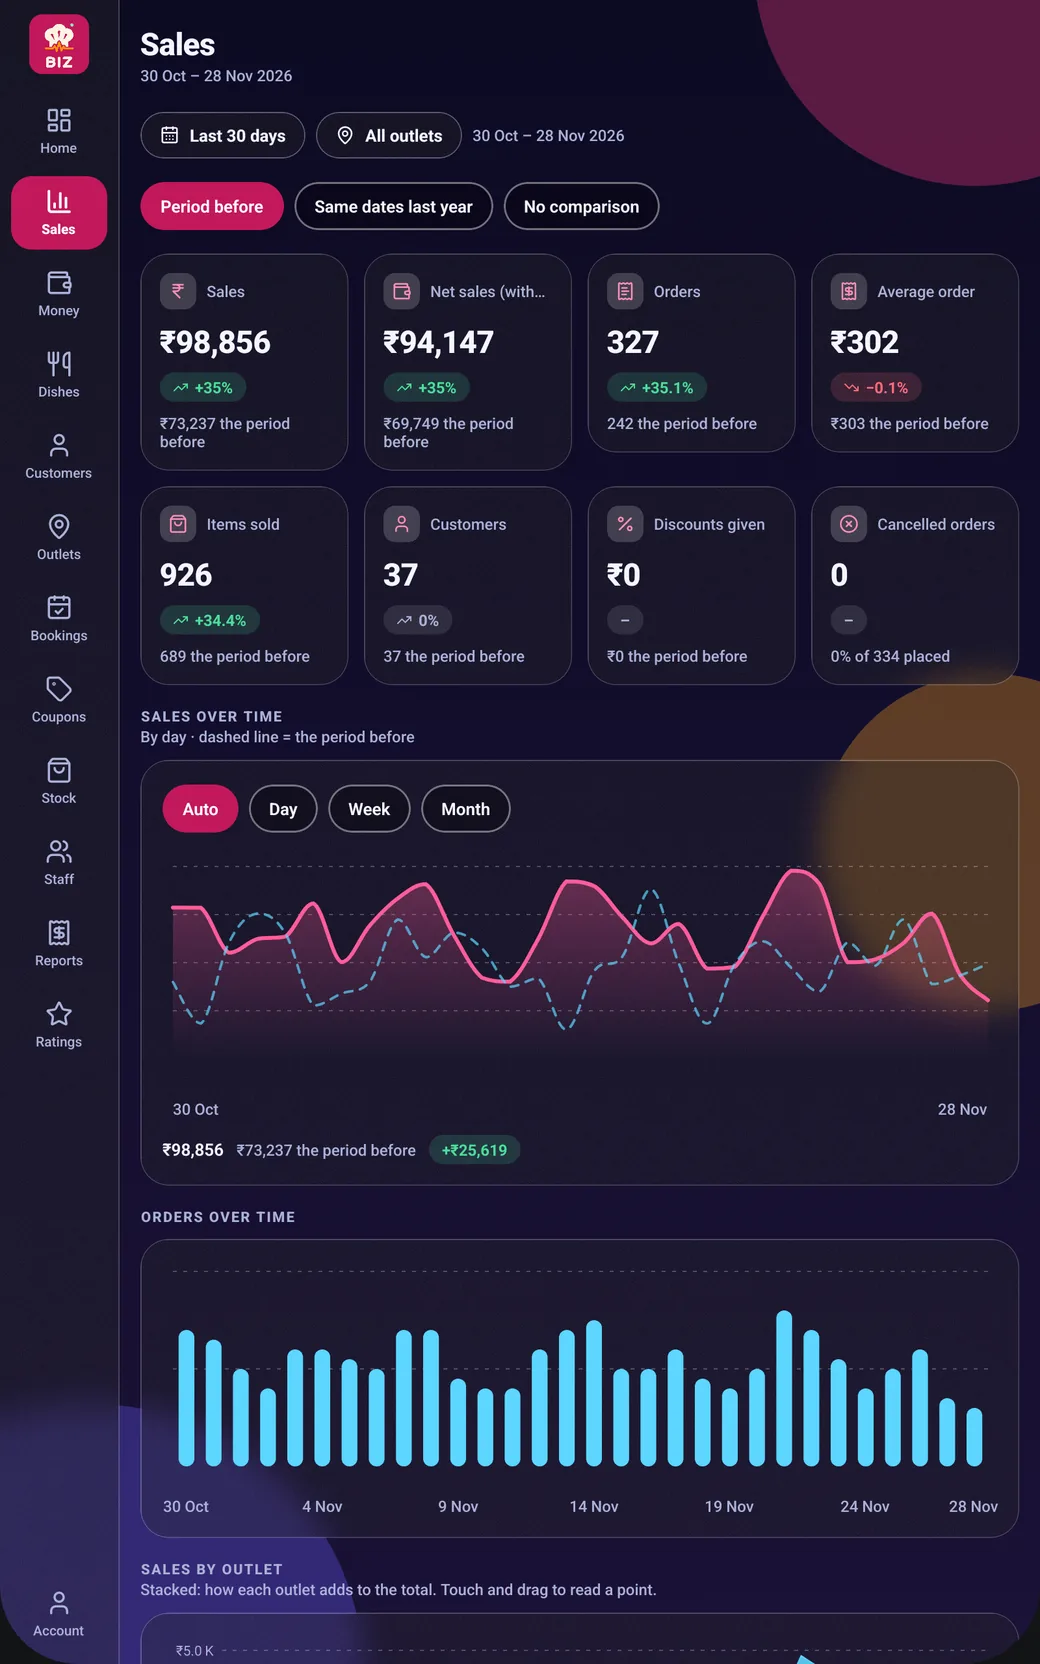 BIZ
Home
Sales
Money
Dishes
Customers
Outlets
Bookings
Coupons
Stock
Staff
Reports
Ratings
Account
Sales
30 Oct – 28 Nov 2026
Last 30 days
All outlets
30 Oct – 28 Nov 2026
Period before
Same dates last year
No comparison
Sales
₹98,856
+35%
₹73,237 the period
before
Net sales (with...
₹94,147
+35%
₹69,749 the period
before
Orders
327
+35.1%
242 the period before
Average order
₹302
−0.1%
₹303 the period before
Items sold
926
+34.4%
689 the period before
Customers
37
0%
37 the period before
Discounts given
₹0
–
₹0 the period before
Cancelled orders
0
–
0% of 334 placed
SALES OVER TIME
By day · dashed line = the period before
Auto
Day
Week
Month
30 Oct
28 Nov
₹98,856
₹73,237 the period before
+₹25,619
ORDERS OVER TIME
30 Oct
4 Nov
9 Nov
14 Nov
19 Nov
24 Nov
28 Nov
SALES BY OUTLET
Stacked: how each outlet adds to the total. Touch and drag to read a point.
₹5.0 K